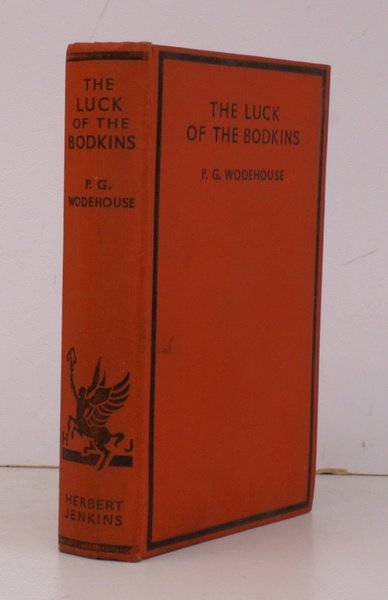 THE
LUCK
OF THE
BODKINS
P. G.
WODEHOUSE
H J
HERBERT
JENKINS
THE LUCK
OF THE BODKINS
P. G. WODEHOUSE